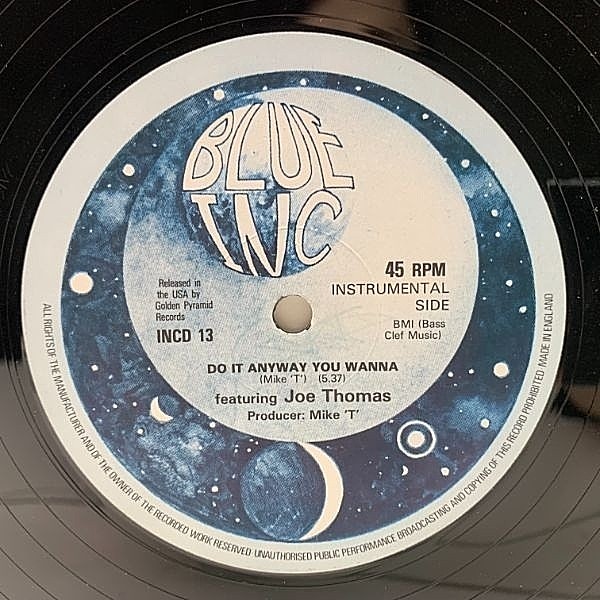 BLUE
INC
45 RPM
INSTRUMENTAL
SIDE
BMI (Bass
Clef Music)
Released in
the USA by
Golden Pyramid
Records
INCD 13
DO IT ANYWAY YOU WANNA
(Mike 'T') (5.37)
featuring Joe Thomas
Producer: Mike 'T'
ALL RIGHTS OF THE MANUFACTURER AND OF THE OWNER OF THE RECORDED WORK RESERVED · UNAUTHORISED PUBLIC PERFORMANCE BROADCASTING AND COPYING OF THIS RECORD PROHIBITED MADE IN ENGLAND